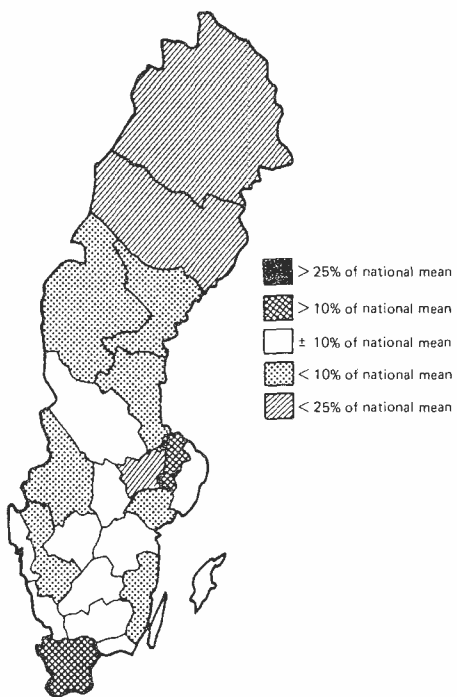 > 25% of national mean
> 10% of national mean
± 10% of national mean
< 10% of national mean
< 25% of national mean